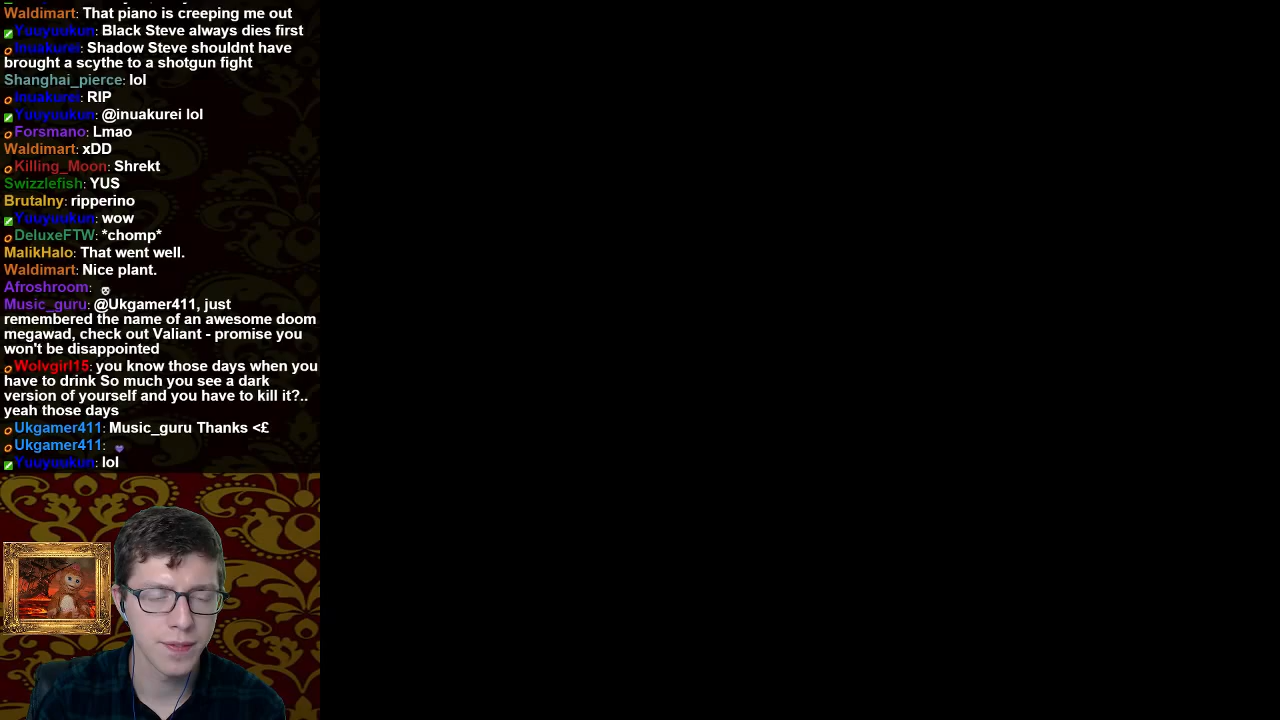 Waldimart: That piano is creeping me out
Yuuyuukun: Black Steve always dies first
Inuakurei: Shadow Steve shouldnt have
brought a scythe to a shotgun fight
Shanghai_pierce: lol
Inuakurei: RIP
Yuuyuukun: @inuakurei lol
Forsmano: Lmao
Waldimart: xDD
Killing_Moon: Shrekt
Swizzlefish: YUS
Brutalny: ripperino
Yuuyuukun: wow
DeluxeFTW: *chomp*
MalikHalo: That went well.
Waldimart: Nice plant.
Afroshroom:
Music_guru: @Ukgamer411, just
remembered the name of an awesome doom
megawad, check out Valiant - promise you
won't be disappointed
Wolvgirl15: you know those days when you
have to drink So much you see a dark
version of yourself and you have to kill it?..
yeah those days
Ukgamer411: Music_guru Thanks <£
Ukgamer411:
Yuuyuukun: lol